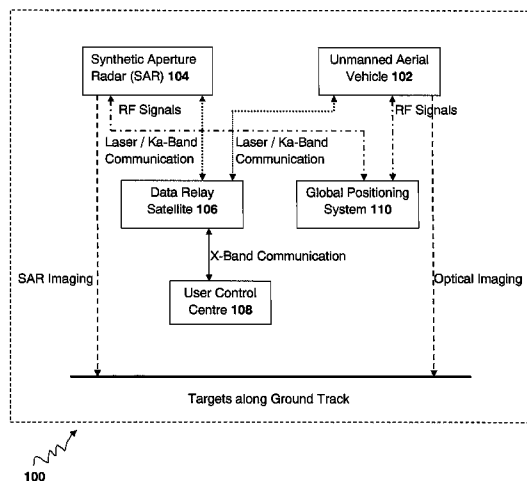 Synthetic Aperture
Radar (SAR) 104
Unmanned Aerial
Vehicle 102
RF Signals
RF Signals
Laser / Ka-Band
Communication
Laser / Ka-Band
Communication
Data Relay
Satellite 106
Global Positioning
System 110
X-Band Communication
SAR Imaging
Optical Imaging
User Control
Centre 108
Targets along Ground Track
100